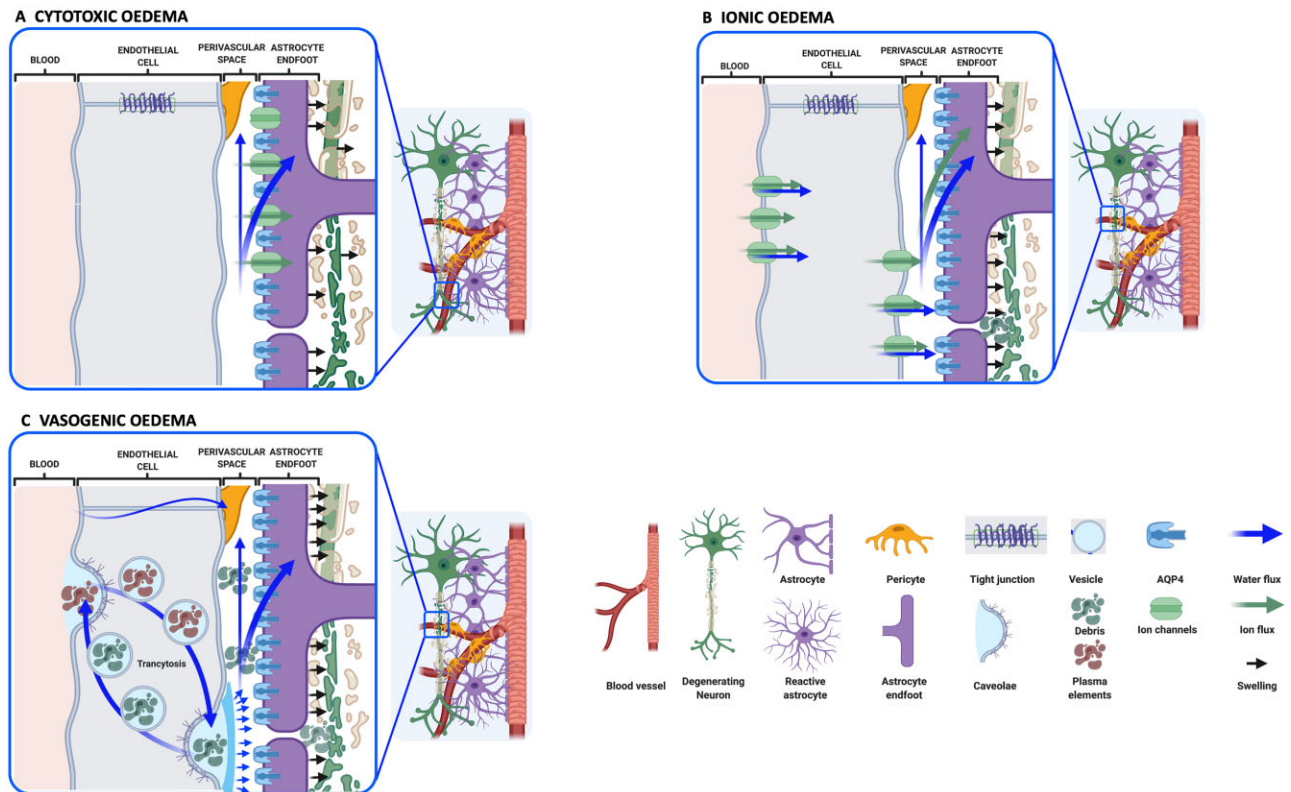 A CYTOTOXIC OEDEMA
BLOOD
ENDOTHELIAL
CELL
PERIVASCULAR
SPACE
ASTROCYTE
ENDFOOT
B IONIC OEDEMA
BLOOD
ENDOTHELIAL
CELL
PERIVASCULAR
SPACE
ASTROCYTE
ENDFOOT
C VASOGENIC OEDEMA
BLOOD
ENDOTHELIAL
CELL
PERIVASCULAR
SPACE
ASTROCYTE
ENDFOOT
Trancytosis
Astrocyte
Pericyte
Tight junction
Vesicle
AQP4
Water flux
Debris
Ion channels
Ion flux
Blood vessel
Degenerating
Neuron
Reactive
astrocyte
Astrocyte
endfoot
Caveolae
Plasma
elements
Swelling